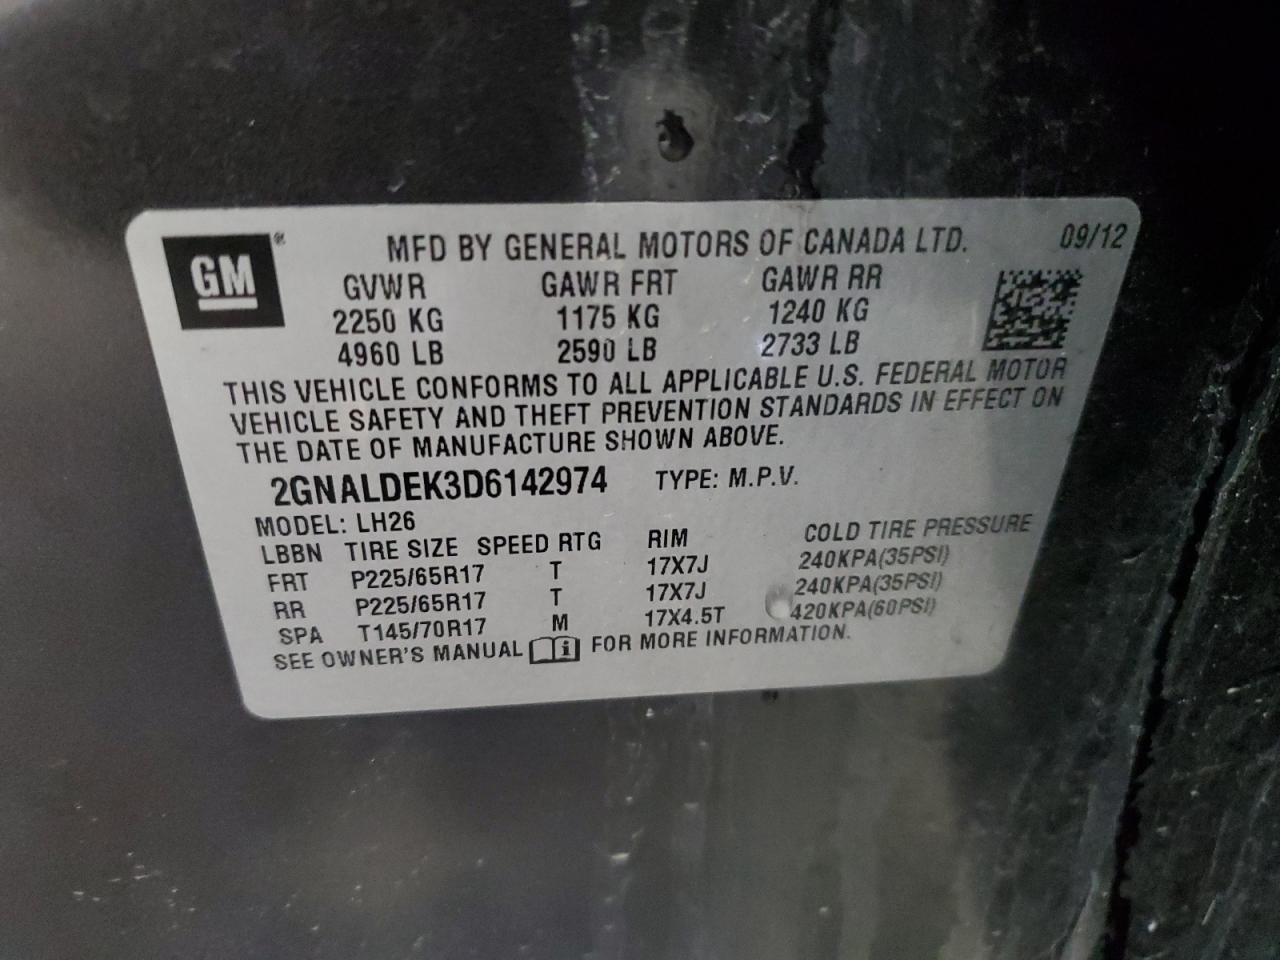 GM® MFD BY GENERAL MOTORS OF CANADA LTD. 09/12
GVWR GAWR FRT GAWR RR
2250 KG 1175 KG 1240 KG
4960 LB 2590 LB 2733 LB
THIS VEHICLE CONFORMS TO ALL APPLICABLE U.S. FEDERAL MOTOR
VEHICLE SAFETY AND THEFT PREVENTION STANDARDS IN EFFECT ON
THE DATE OF MANUFACTURE SHOWN ABOVE.
2GNALDEK3D6142974 TYPE: M.P.V.
MODEL: LH26
LBBN TIRE SIZE SPEED RTG RIM COLD TIRE PRESSURE
FRT P225/65R17 T 17X7J 240KPA(35PSI)
RR P225/65R17 T 17X7J 240KPA(35PSI)
SPA T145/70R17 M 17X4.5T 420KPA(60PSI)
SEE OWNER'S MANUAL i FOR MORE INFORMATION.